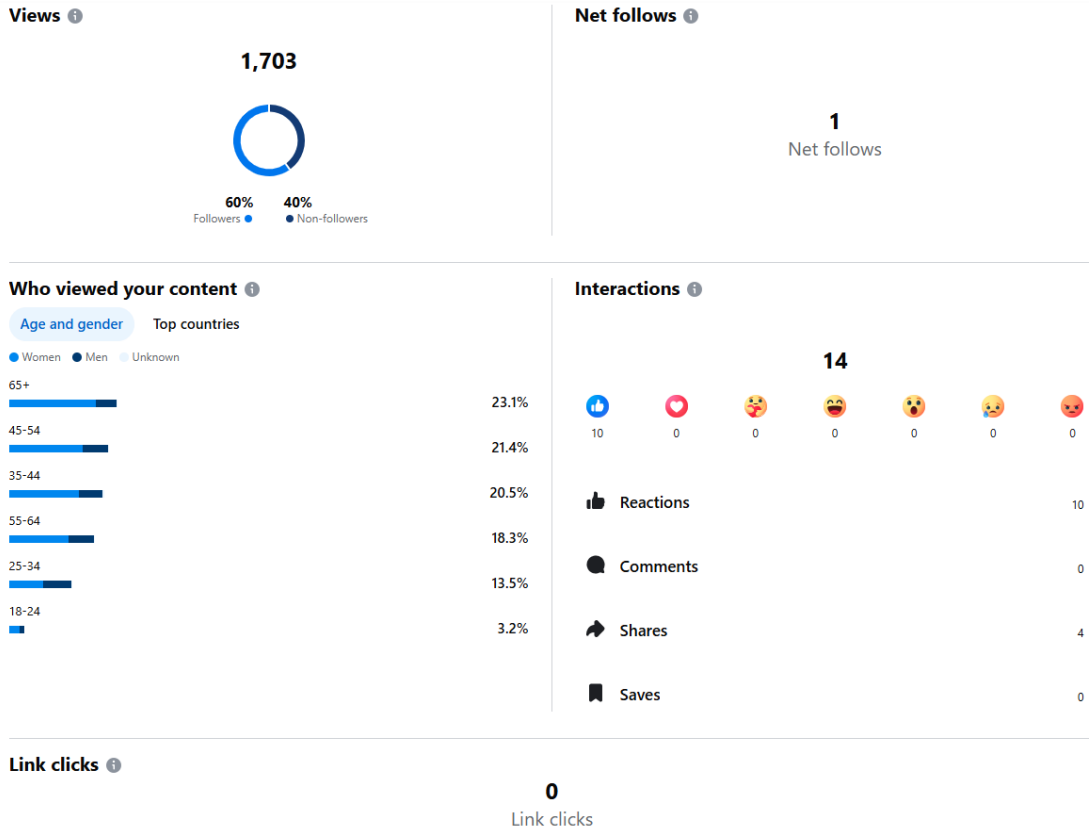 Views
1,703
60% 40%
Followers Non-followers
Net follows
1
Net follows
Who viewed your content
Age and gender Top countries
Women Men Unknown
65+
23.1%
45-54
21.4%
35-44
20.5%
55-64
18.3%
25-34
13.5%
18-24
3.2%
Interactions
14
10 0 0 0 0 0 0
Reactions 10
Comments 0
Shares 4
Saves 0
Link clicks
0
Link clicks